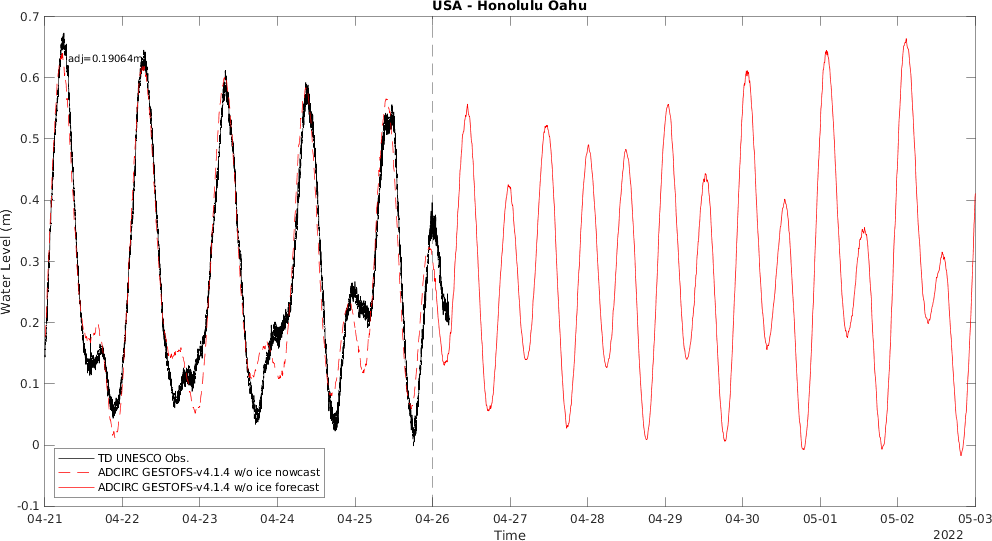 USA - Honolulu Oahu
0.7
adj=0.19064m
0.6
0.5
0.4
0.3
0.2
0.1
0
-0.1
Water Level (m)
TD UNESCO Obs.
ADCIRC GESTOFS-v4.1.4 w/o ice nowcast
ADCIRC GESTOFS-v4.1.4 w/o ice forecast
04-21 04-22 04-23 04-24 04-25 04-26 04-27 04-28 04-29 04-30 05-01 05-02 05-03
Time
2022